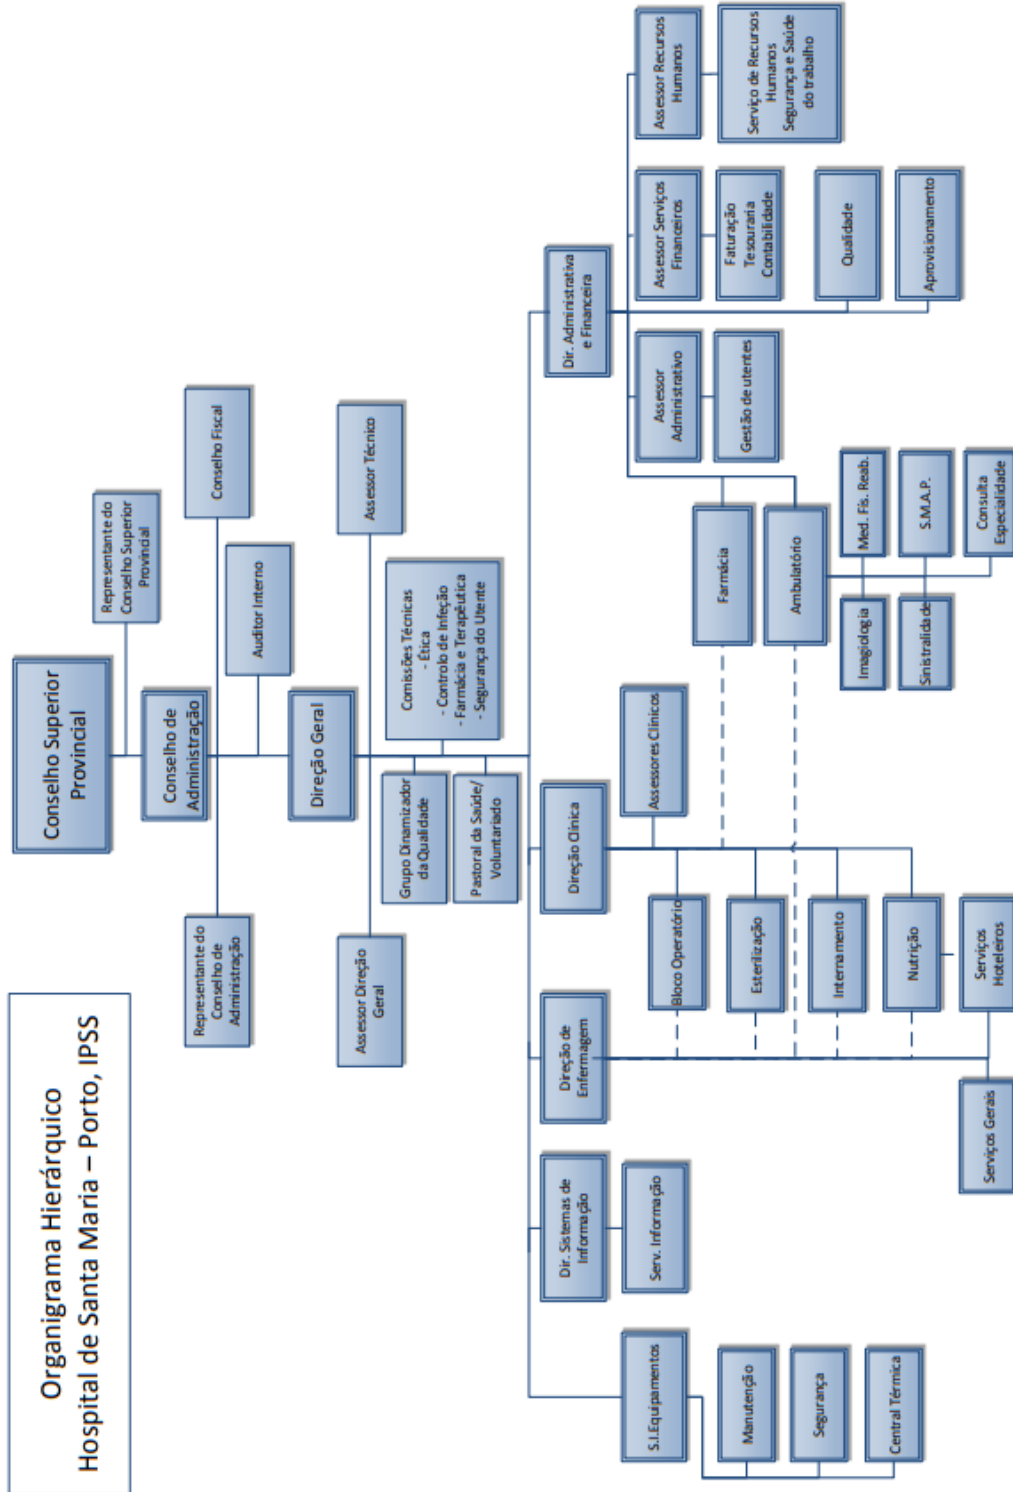 Organigrama Hierárquico
Hospital de Santa Maria – Porto, IPSS
Conselho Superior
Provincial
Representante do
Conselho Superior
Provincial
Conselho de
Administração
Representante do
Conselho de
Administração
Conselho Fiscal
Auditor Interno
Direção Geral
Assessor Direção
Geral
Assessor Técnico
Grupo Dinamizador
da Qualidade
Comissões Técnicas
- Ética
- Controlo de Infeção
- Farmácia e Terapêutica
- Segurança do Utente
Pastoral da Saúde/
Voluntariado
Dir. Sistemas de
Informação
Direção de
Enfermagem
Direção Clínica
Dir. Administrativa
e Financeira
S.I.Equipamentos
Serv. Informação
Assessores Clínicos
Assessor
Administrativo
Assessor Serviços
Financeiros
Assessor Recursos
Humanos
Bloco Operatório
Farmácia
Gestão de utentes
Faturação
Tesouraria
Contabilidade
Serviço de Recursos
Humanos
Segurança e Saúde
do trabalho
Manutenção
Esterilização
Ambulatório
Segurança
Internamento
Imagiologia
Med. Fis. Reab.
Qualidade
Central Térmica
Nutrição
Sinistralidade
S.M.A.P.
Aprovisionamento
Serviços Gerais
Serviços
Hoteleiros
Consulta
Especialidade